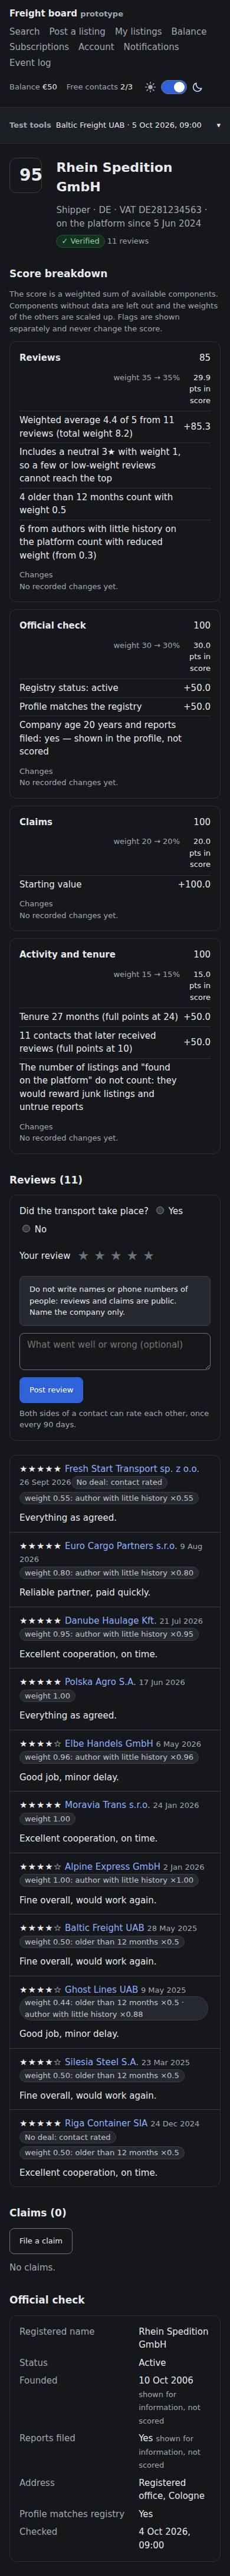 Freight board prototype
Search Post a listing My listings Balance
Subscriptions Account Notifications
Event log
Balance €50 Free contacts 2/3
Test tools Baltic Freight UAB · 5 Oct 2026, 09:00
95
Rhein Spedition
GmbH
Shipper · DE · VAT DE281234563 ·
on the platform since 5 Jun 2024
✓ Verified 11 reviews
Score breakdown
The score is a weighted sum of available components.
Components without data are left out and the weights
of the others are scaled up. Flags are shown
separately and never change the score.
Reviews 85
weight 35 → 35% 29.9
pts in
score
Weighted average 4.4 of 5 from 11
reviews (total weight 8.2) +85.3
Includes a neutral 3★ with weight 1,
so a few or low-weight reviews
cannot reach the top
4 older than 12 months count with
weight 0.5
6 from authors with little history on
the platform count with reduced
weight (from 0.3)
Changes
No recorded changes yet.
Official check 100
weight 30 → 30% 30.0
pts in
score
Registry status: active +50.0
Profile matches the registry +50.0
Company age 20 years and reports
filed: yes — shown in the profile, not
scored
Changes
No recorded changes yet.
Claims 100
weight 20 → 20% 20.0
pts in
score
Starting value +100.0
Changes
No recorded changes yet.
Activity and tenure 100
weight 15 → 15% 15.0
pts in
score
Tenure 27 months (full points at 24) +50.0
11 contacts that later received
reviews (full points at 10) +50.0
The number of listings and "found
on the platform" do not count: they
would reward junk listings and
untrue reports
Changes
No recorded changes yet.
Reviews (11)
Did the transport take place? Yes
No
Your review ★ ★ ★ ★ ★
Do not write names or phone numbers of
people: reviews and claims are public.
Name the company only.
What went well or wrong (optional)
Post review
Both sides of a contact can rate each other, once
every 90 days.
★★★★★ Fresh Start Transport sp. z o.o.
26 Sept 2026 No deal: contact rated
weight 0.55: author with little history ×0.55
Everything as agreed.
★★★★★ Euro Cargo Partners s.r.o. 9 Aug
2026
weight 0.80: author with little history ×0.80
Reliable partner, paid quickly.
★★★★★ Danube Haulage Kft. 21 Jul 2026
weight 0.95: author with little history ×0.95
Excellent cooperation, on time.
★★★★★ Polska Agro S.A. 17 Jun 2026
weight 1.00
Everything as agreed.
★★★★☆ Elbe Handels GmbH 6 May 2026
weight 0.96: author with little history ×0.96
Good job, minor delay.
★★★★★ Moravia Trans s.r.o. 24 Jan 2026
weight 1.00
Excellent cooperation, on time.
★★★★☆ Alpine Express GmbH 2 Jan 2026
weight 1.00: author with little history ×1.00
Fine overall, would work again.
★★★★☆ Baltic Freight UAB 28 May 2025
weight 0.50: older than 12 months ×0.5
Fine overall, would work again.
★★★★☆ Ghost Lines UAB 9 May 2025
weight 0.44: older than 12 months ×0.5 ·
author with little history ×0.88
Good job, minor delay.
★★★★☆ Silesia Steel S.A. 23 Mar 2025
weight 0.50: older than 12 months ×0.5
Fine overall, would work again.
★★★★★ Riga Container SIA 24 Dec 2024
No deal: contact rated
weight 0.50: older than 12 months ×0.5
Excellent cooperation, on time.
Claims (0)
File a claim
No claims.
Official check
Registered name Rhein Spedition
GmbH
Status Active
Founded 10 Oct 2006
shown for
information, not
scored
Reports filed Yes shown for
information, not
scored
Address Registered
office, Cologne
Profile matches registry Yes
Checked 4 Oct 2026,
09:00